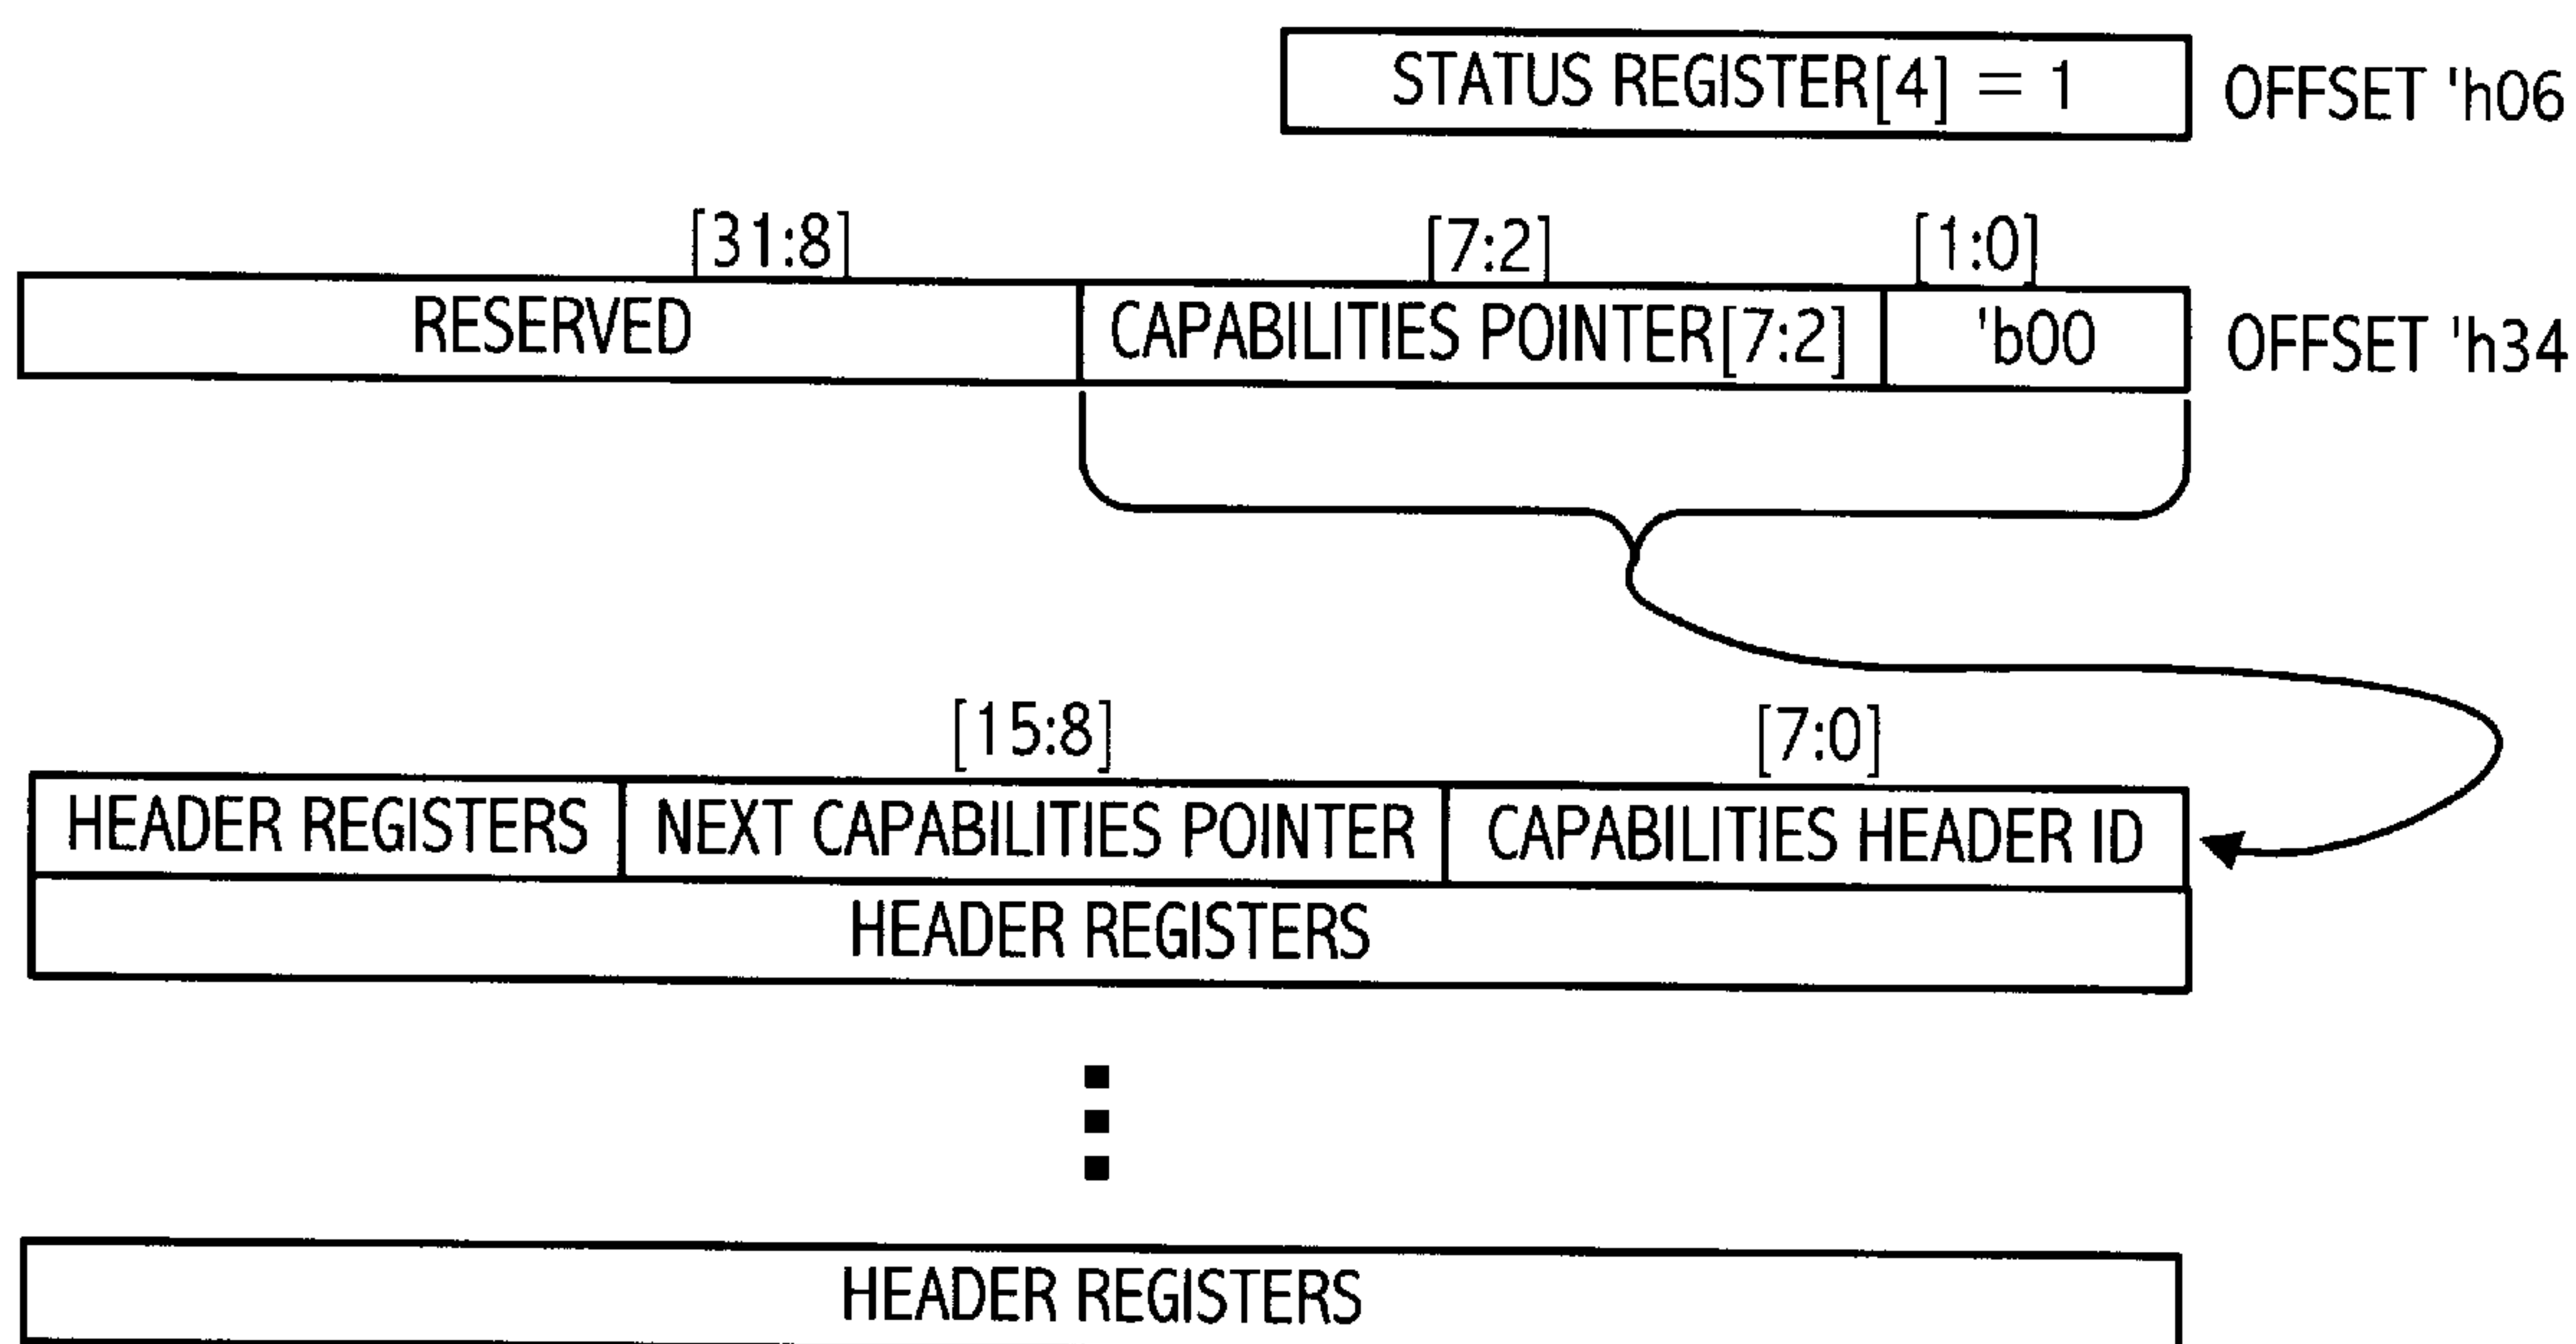 STATUS REGISTER[4] = 1 OFFSET 'h06
[31:8] [7:2] [1:0]
RESERVED CAPABILITIES POINTER[7:2] 'b00 OFFSET 'h34
[15:8] [7:0]
HEADER REGISTERS NEXT CAPABILITIES POINTER CAPABILITIES HEADER ID
HEADER REGISTERS
HEADER REGISTERS